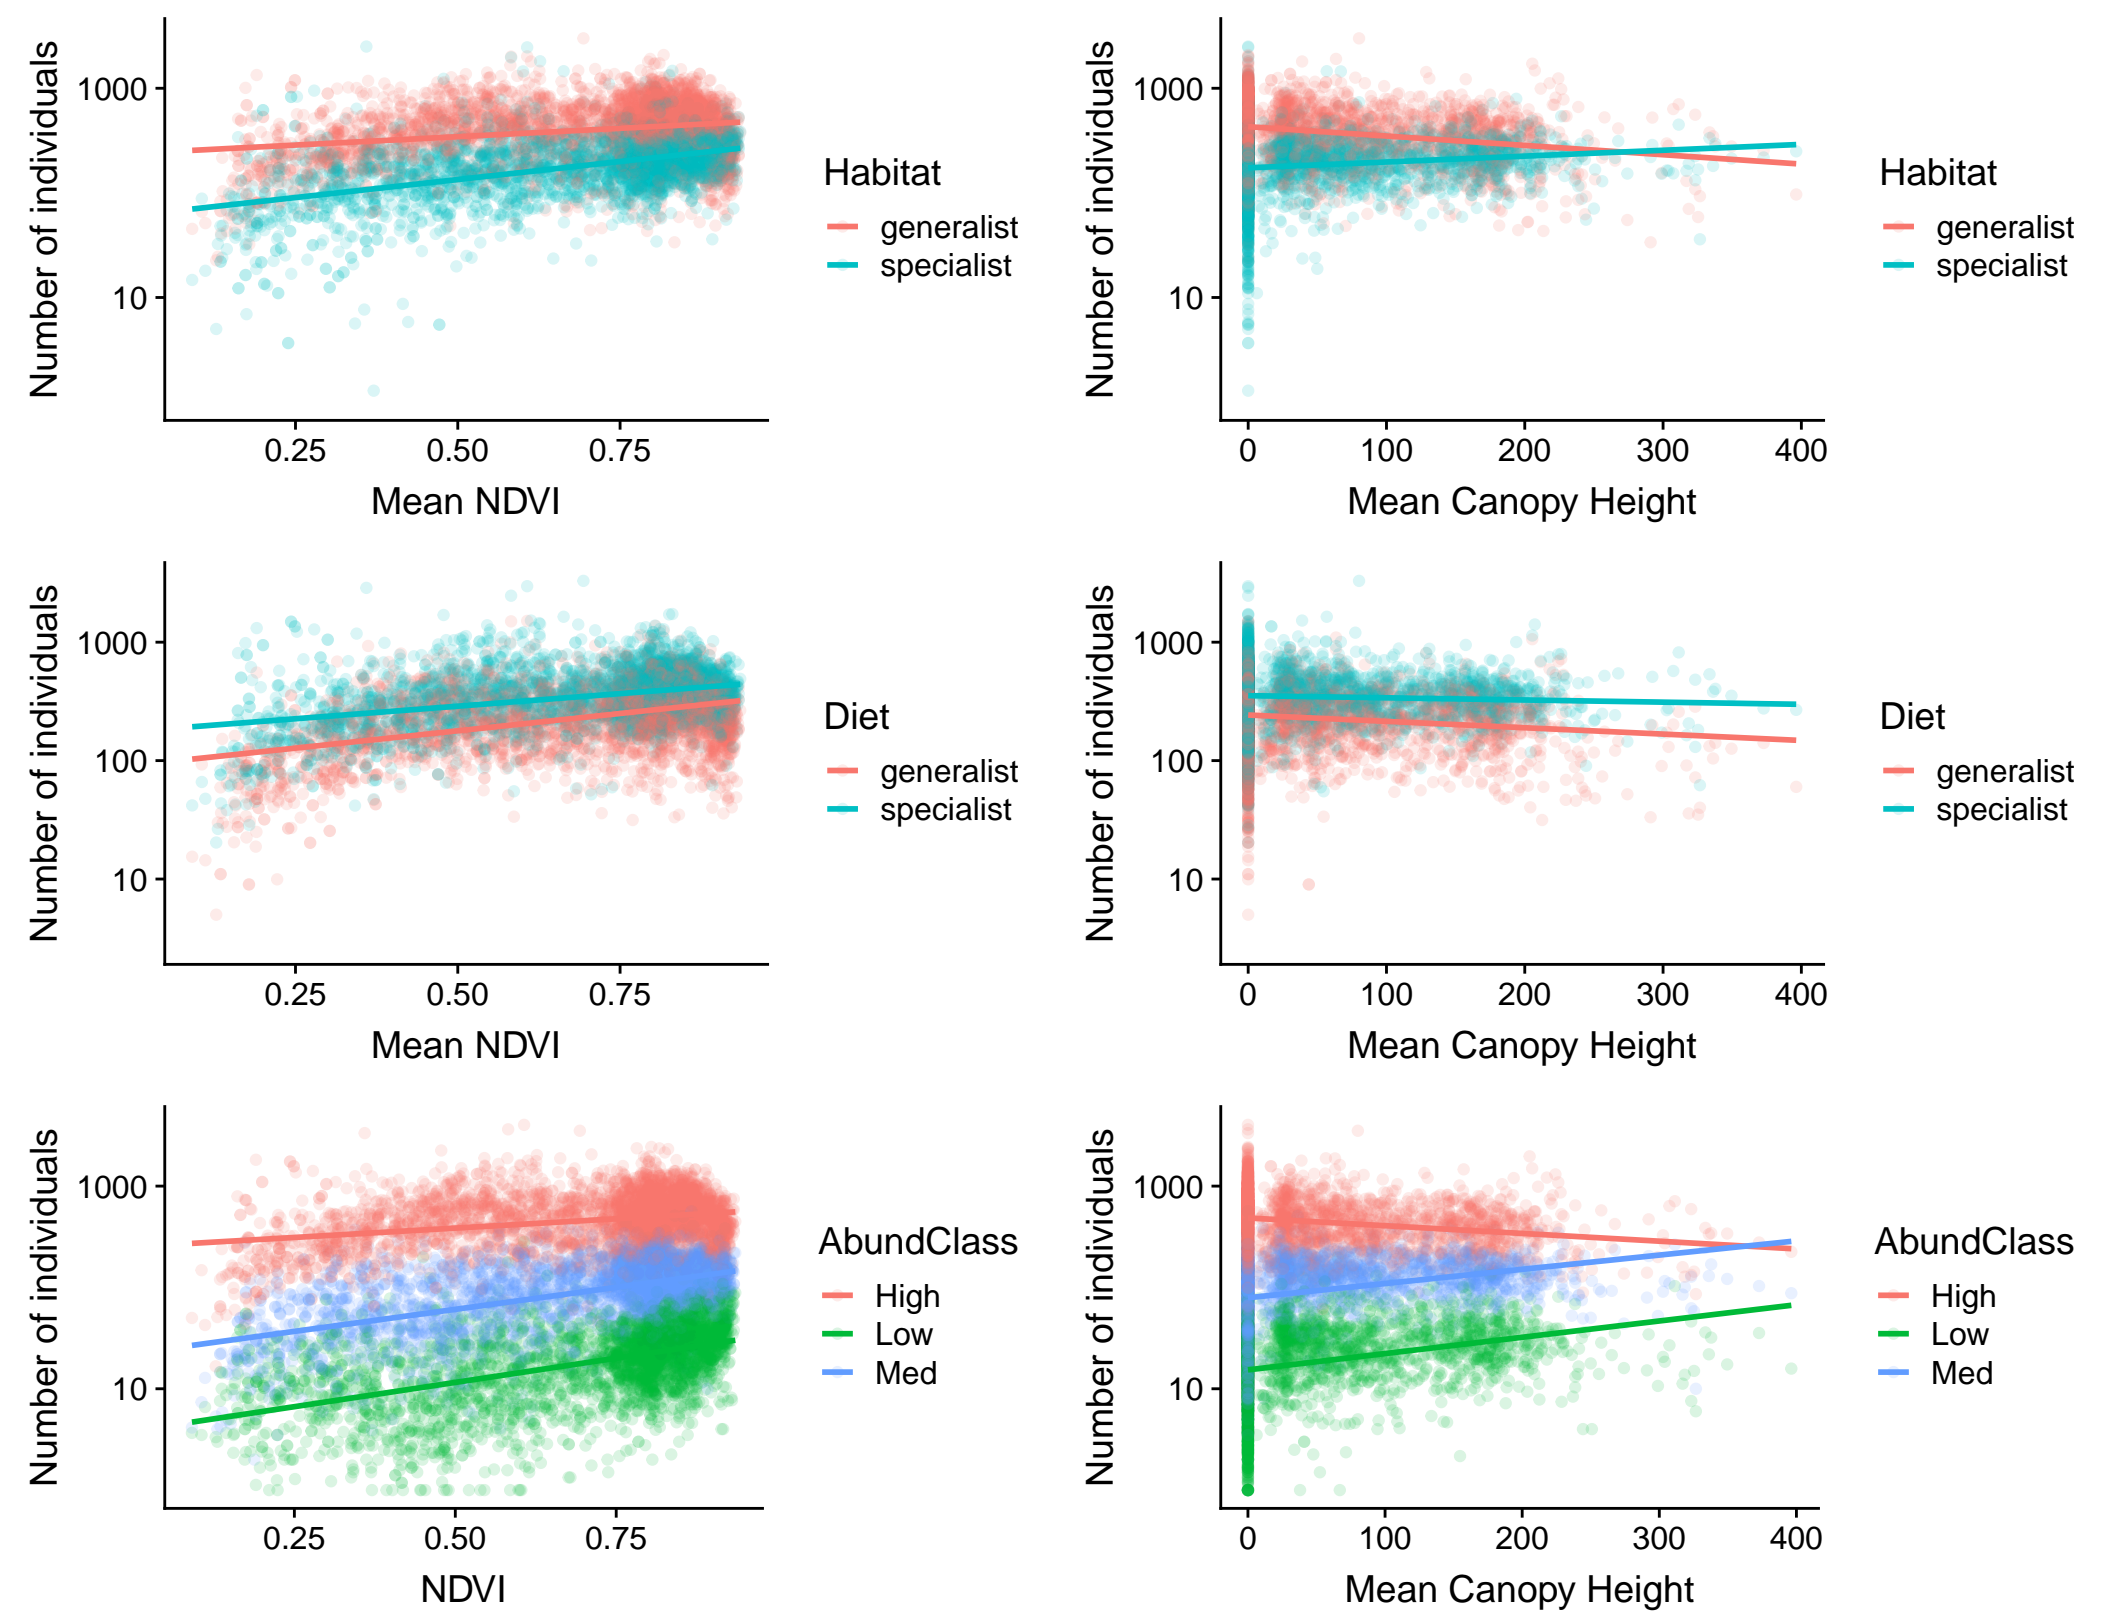 Number of individuals
1000
10
0.25 0.50 0.75
Mean NDVI
Habitat
generalist
specialist
Number of individuals
1000
10
0 100 200 300 400
Mean Canopy Height
Habitat
generalist
specialist
Number of individuals
1000
100
10
0.25 0.50 0.75
Mean NDVI
Diet
generalist
specialist
Number of individuals
1000
100
10
0 100 200 300 400
Mean Canopy Height
Diet
generalist
specialist
Number of individuals
1000
10
0.25 0.50 0.75
NDVI
AbundClass
High
Low
Med
Number of individuals
1000
10
0 100 200 300 400
Mean Canopy Height
AbundClass
High
Low
Med